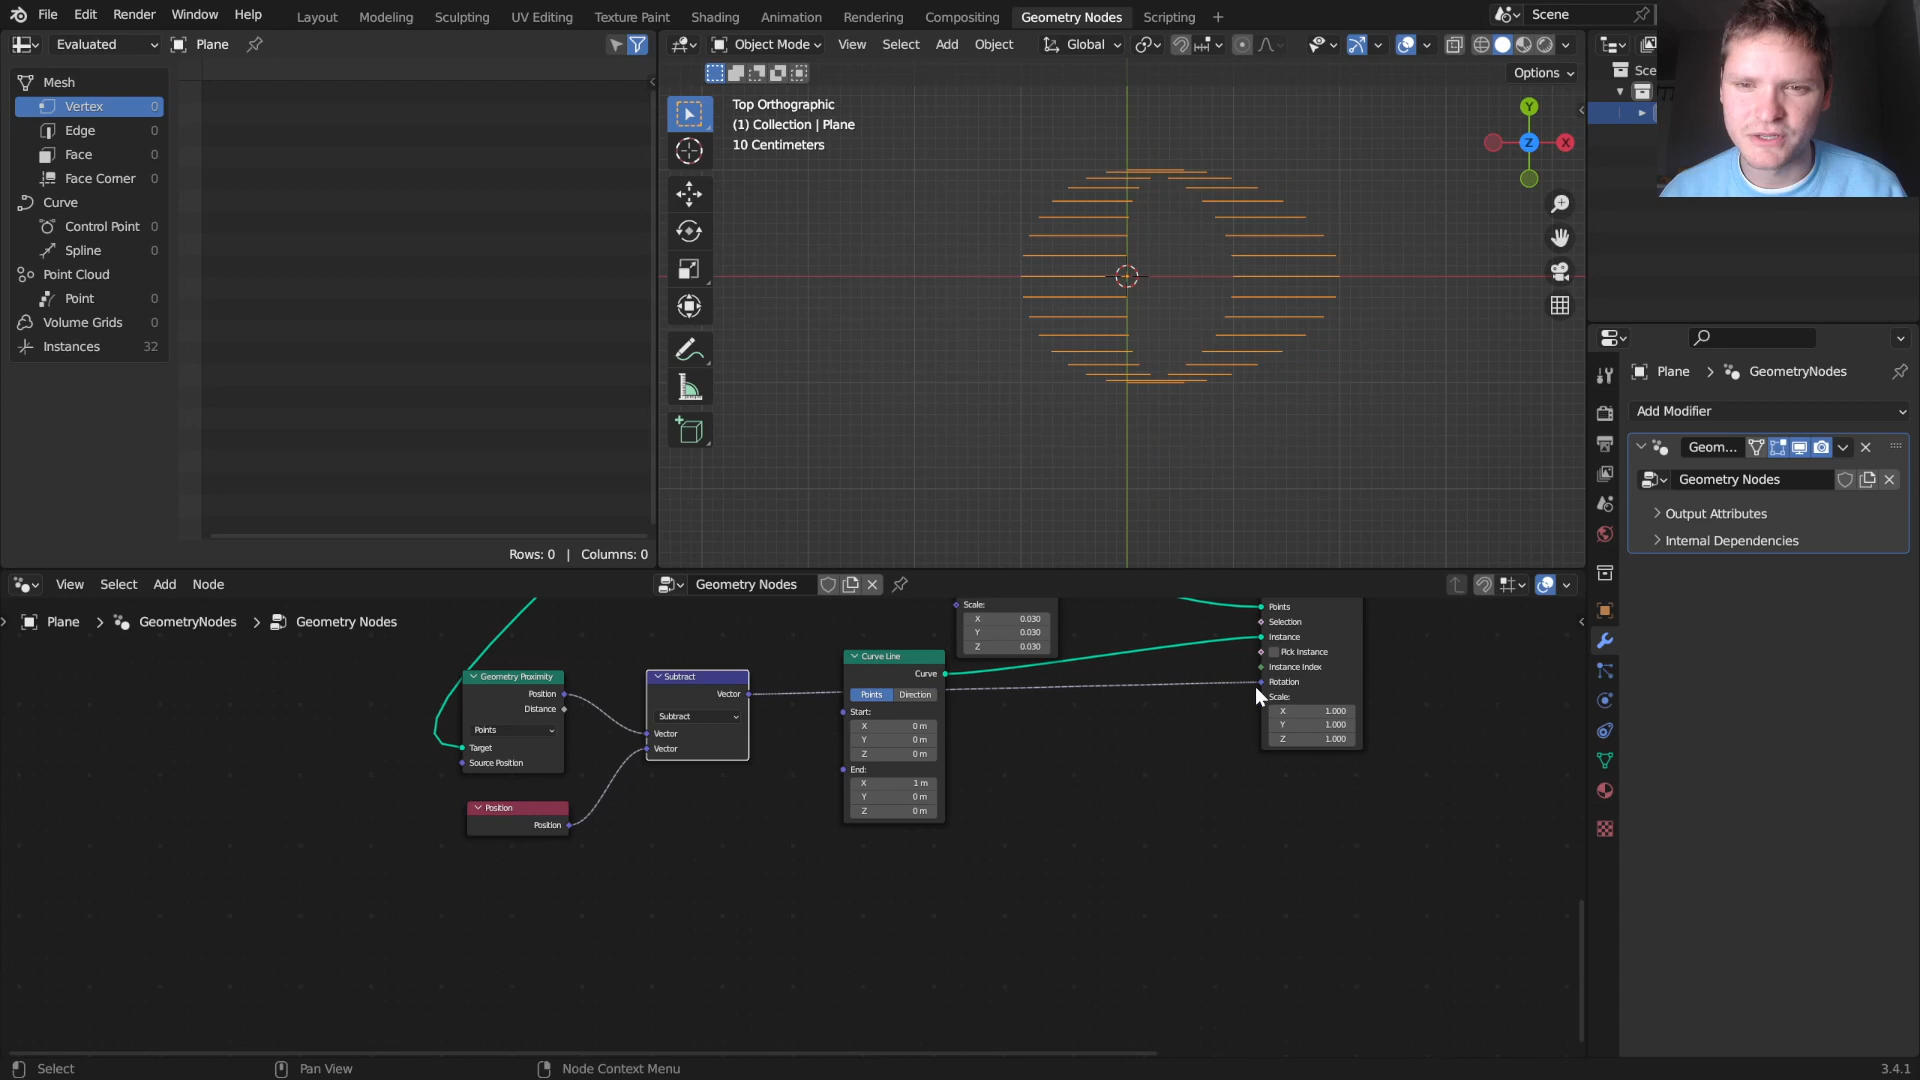 File Edit Render Window Help
Layout Modeling Sculpting UV Editing Texture Paint Shading Animation Rendering Compositing Geometry Nodes Scripting +
Scene
Evaluated Plane
Object Mode View Select Add Object Global
Options
Sce
Mesh
Vertex 0
Edge 0
Face 0
Face Corner 0
Curve
Control Point 0
Spline 0
Point Cloud
Point 0
Volume Grids 0
Instances 32
Rows: 0 | Columns: 0
Top Orthographic
(1) Collection | Plane
10 Centimeters
Y
Z
X
Plane > GeometryNodes
Add Modifier
Geom...
Geometry Nodes
Output Attributes
Internal Dependencies
View Select Add Node
Geometry Nodes
Plane > GeometryNodes > Geometry Nodes
Geometry Proximity
Position
Distance
Points
Target
Source Position
Position
Position
Subtract
Vector
Subtract
Vector
Vector
Curve Line
Curve
Points Direction
Start:
X 0 m
Y 0 m
Z 0 m
End:
X 1 m
Y 0 m
Z 0 m
Scale:
X 0.030
Y 0.030
Z 0.030
Points
Selection
Instance
Pick Instance
Instance Index
Rotation
Scale:
X 1.000
Y 1.000
Z 1.000
Select Pan View Node Context Menu
3.4.1